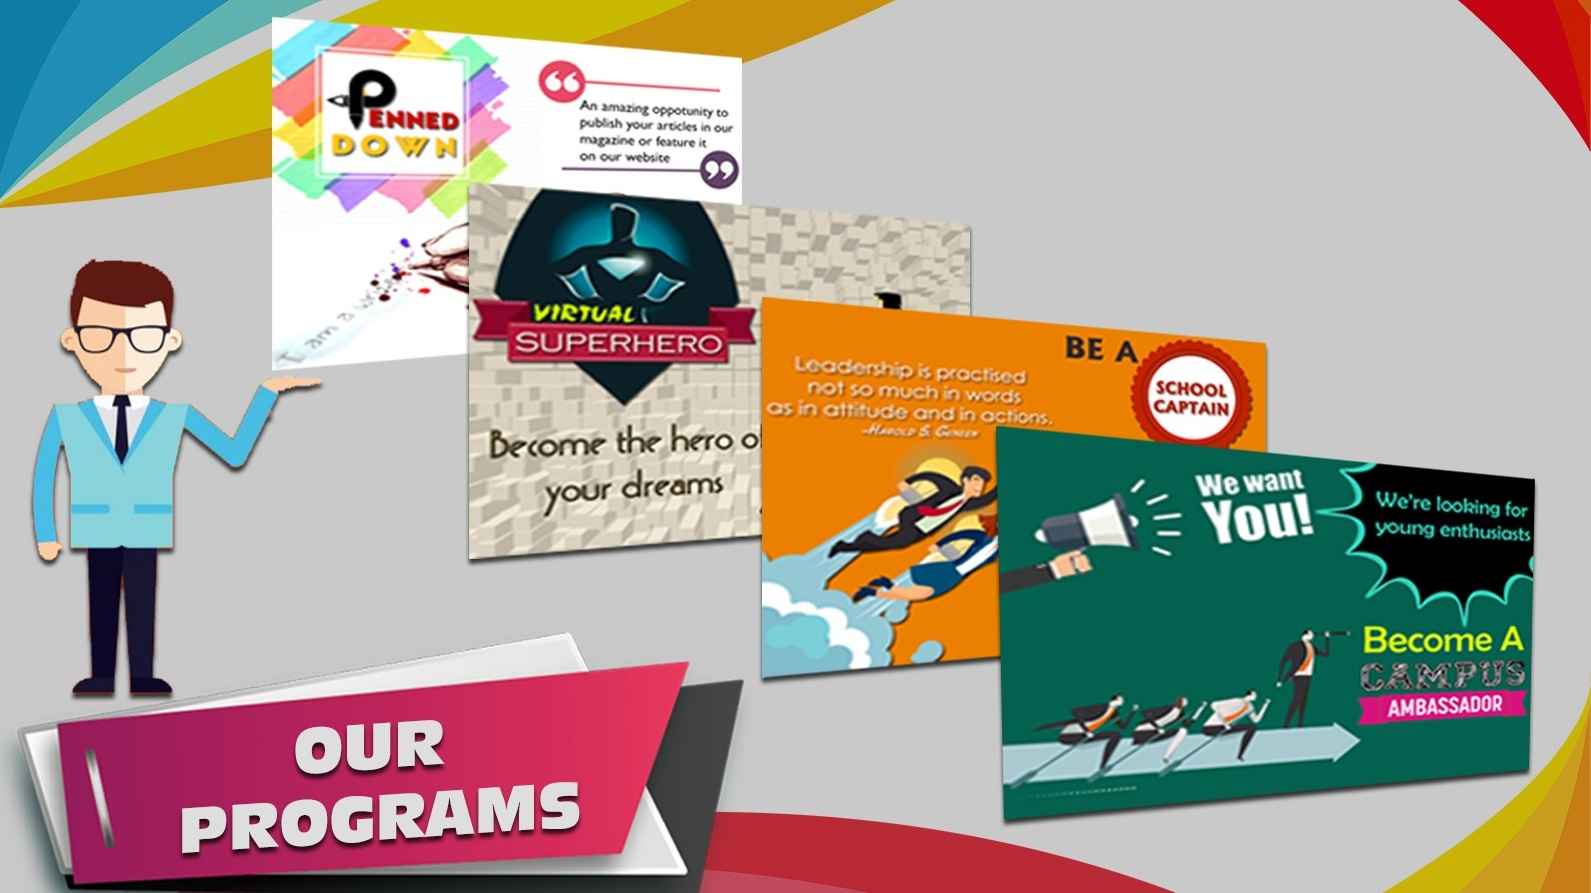 PENNED
DOWN
An amazing oppotunity to
publish your articles in our
magazine or feature it
on our website
I am a
VIRTUAL
SUPERHERO
Become the hero of
your dreams
BE A
SCHOOL
CAPTAIN
Leadership is practised
not so much in words
as in attitude and in actions.
-HAROLD S. GENEEN
We want
You!
We're looking for
young enthusiasts
Become A
CAMPUS
AMBASSADOR
OUR
PROGRAMS